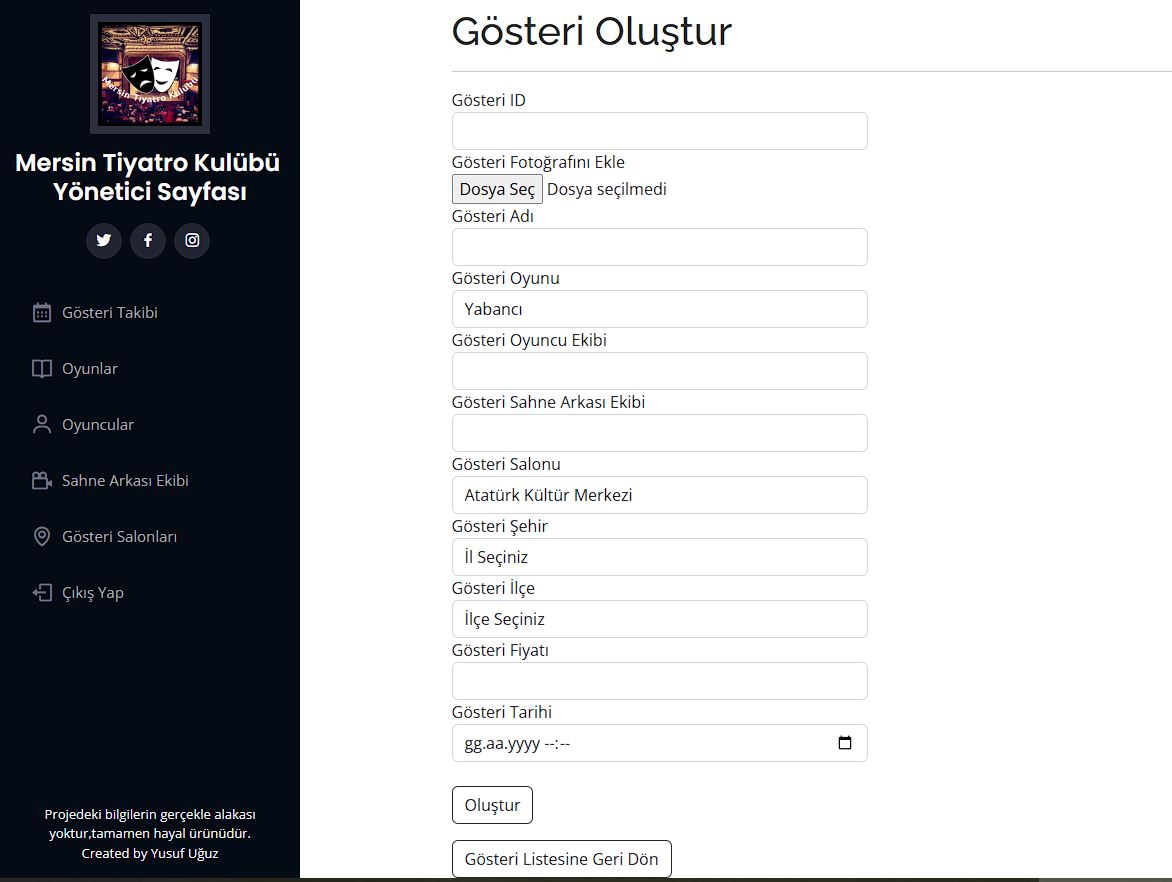 Mersin Tiyatro Kulübü
Mersin Tiyatro Kulübü
Yönetici Sayfası
Gösteri Takibi
Oyunlar
Oyuncular
Sahne Arkası Ekibi
Gösteri Salonları
Çıkış Yap
Projedeki bilgilerin gerçekle alakası
yoktur,tamamen hayal ürünüdür.
Created by Yusuf Uğuz
Gösteri Oluştur
Gösteri ID
Gösteri Fotoğrafını Ekle
Dosya Seç Dosya seçilmedi
Gösteri Adı
Gösteri Oyunu
Yabancı
Gösteri Oyuncu Ekibi
Gösteri Sahne Arkası Ekibi
Gösteri Salonu
Atatürk Kültür Merkezi
Gösteri Şehir
İl Seçiniz
Gösteri İlçe
İlçe Seçiniz
Gösteri Fiyatı
Gösteri Tarihi
gg.aa.yyyy --:--
Oluştur
Gösteri Listesine Geri Dön